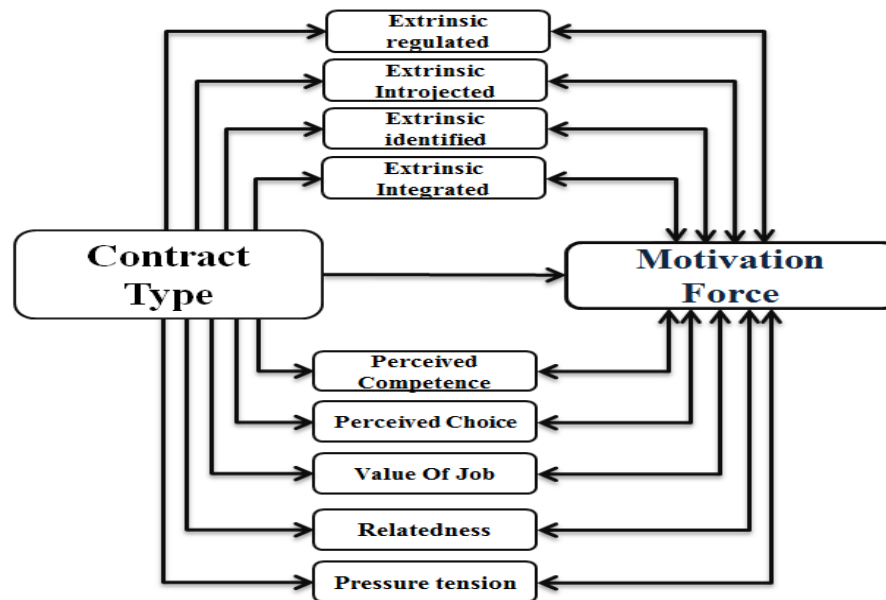 Extrinsic
regulated
Extrinsic
Introjected
Extrinsic
identified
Extrinsic
Integrated
Contract
Type
Motivation
Force
Perceived
Competence
Perceived Choice
Value Of Job
Relatedness
Pressure tension